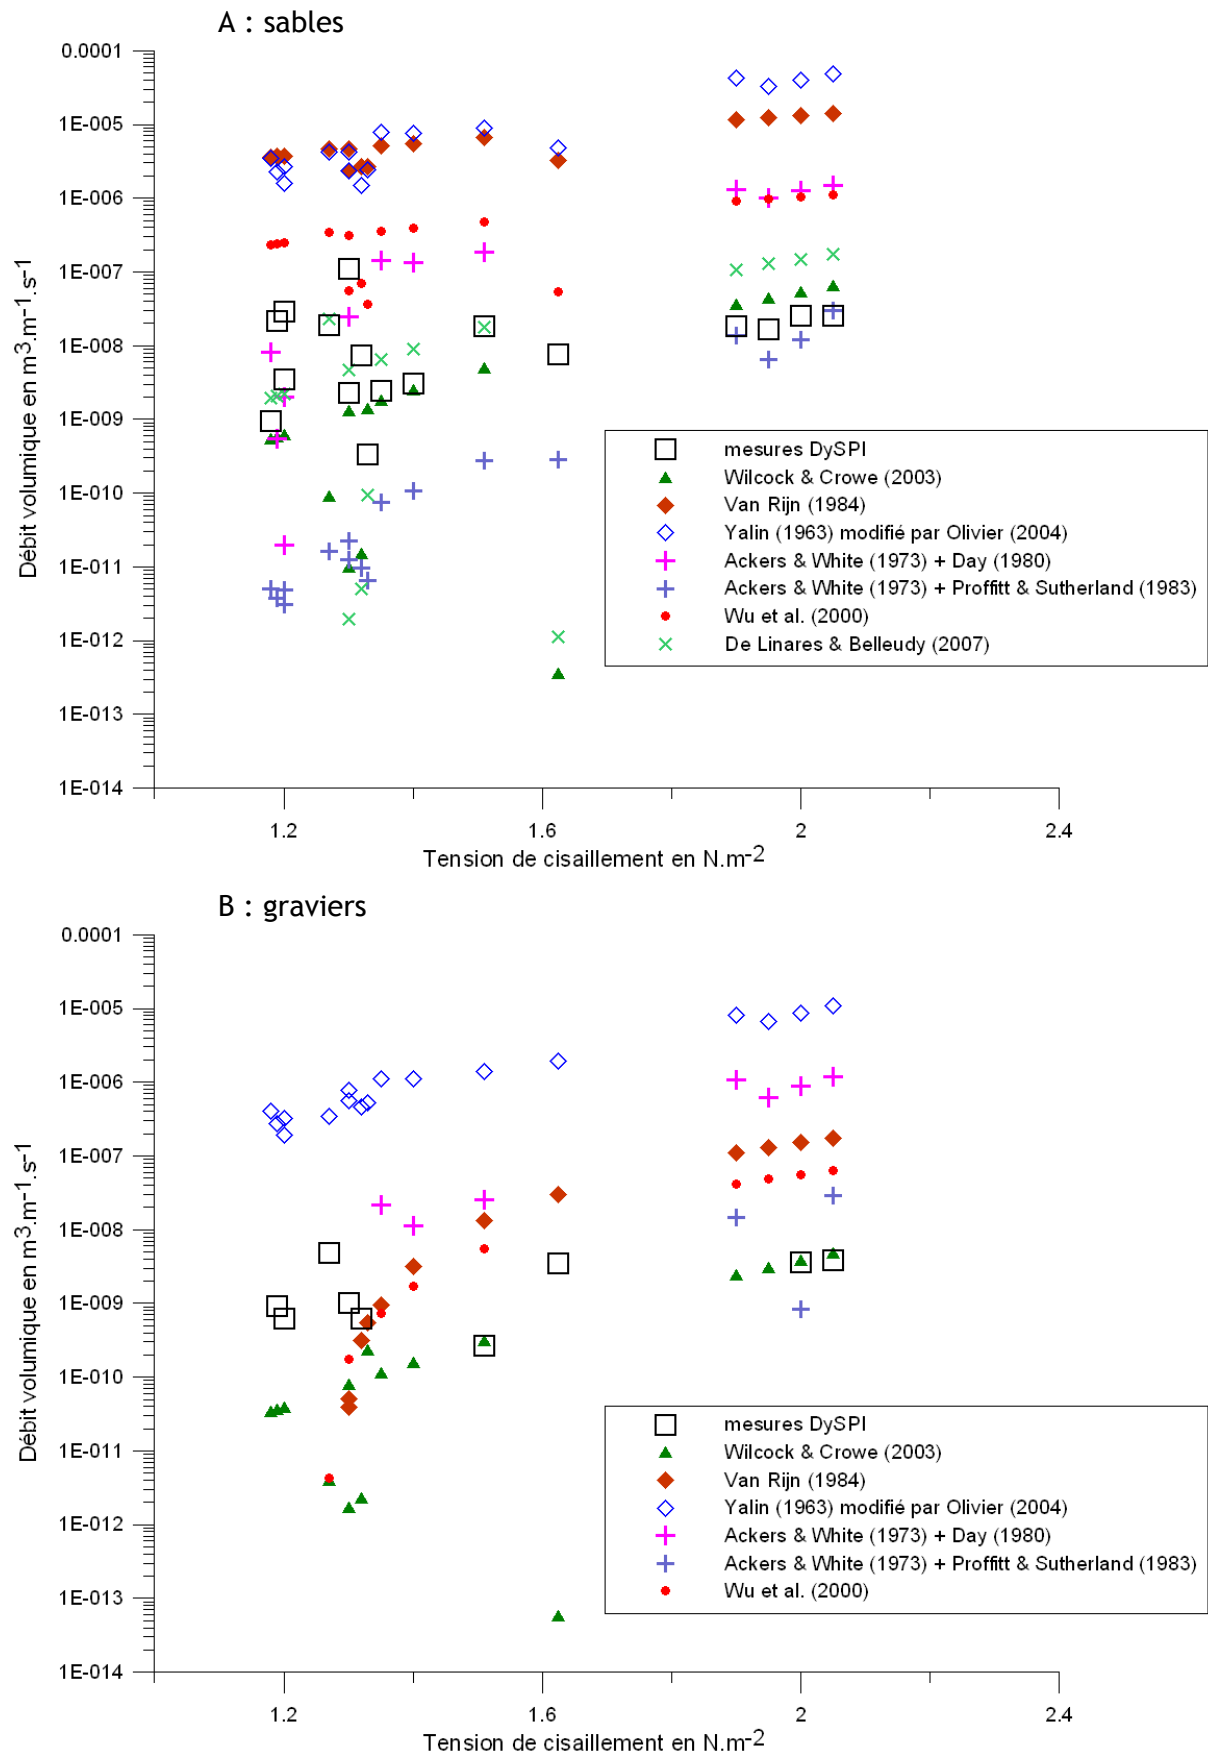 A : sables
0.0001
1E-005
1E-006
1E-007
1E-008
1E-009
1E-010
1E-011
1E-012
1E-013
1E-014
Débit volumique en m3.m-1.s-1
mesures DySPI
Wilcock & Crowe (2003)
Van Rijn (1984)
Yalin (1963) modifié par Olivier (2004)
Ackers & White (1973) + Day (1980)
Ackers & White (1973) + Proffitt & Sutherland (1983)
Wu et al. (2000)
De Linares & Belleudy (2007)
1.2 1.6 2 2.4
Tension de cisaillement en N.m-2
B : graviers
0.0001
1E-005
1E-006
1E-007
1E-008
1E-009
1E-010
1E-011
1E-012
1E-013
1E-014
Débit volumique en m3.m-1.s-1
mesures DySPI
Wilcock & Crowe (2003)
Van Rijn (1984)
Yalin (1963) modifié par Olivier (2004)
Ackers & White (1973) + Day (1980)
Ackers & White (1973) + Proffitt & Sutherland (1983)
Wu et al. (2000)
1.2 1.6 2 2.4
Tension de cisaillement en N.m-2